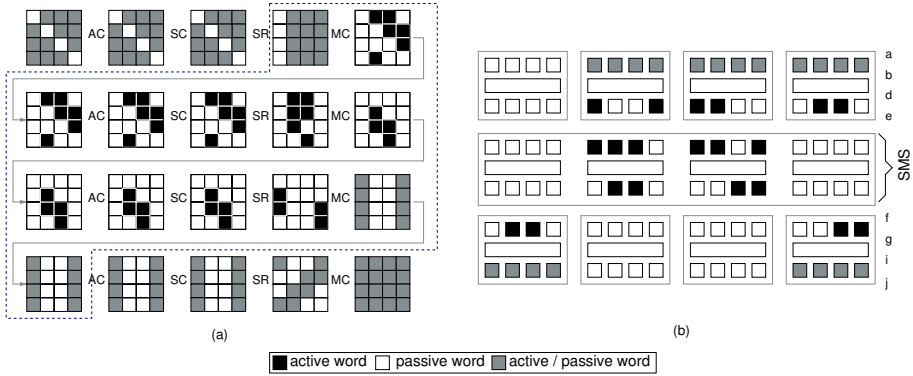 AC SC SR MC
a
b
d
e
AC SC SR MC
SMS
AC SC SR MC
f
g
i
j
AC SC SR MC
(a)
(b)
active word passive word active / passive word